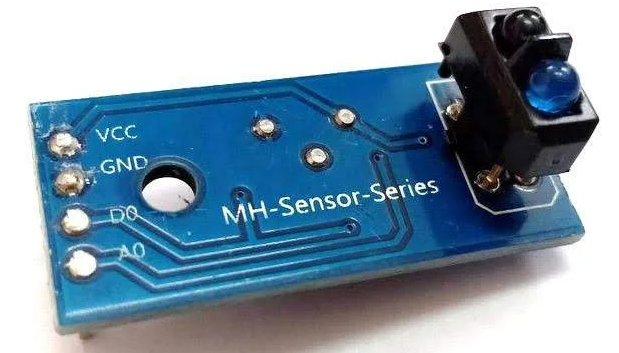 VCC
GND
D0
A0
MH-Sensor-Series